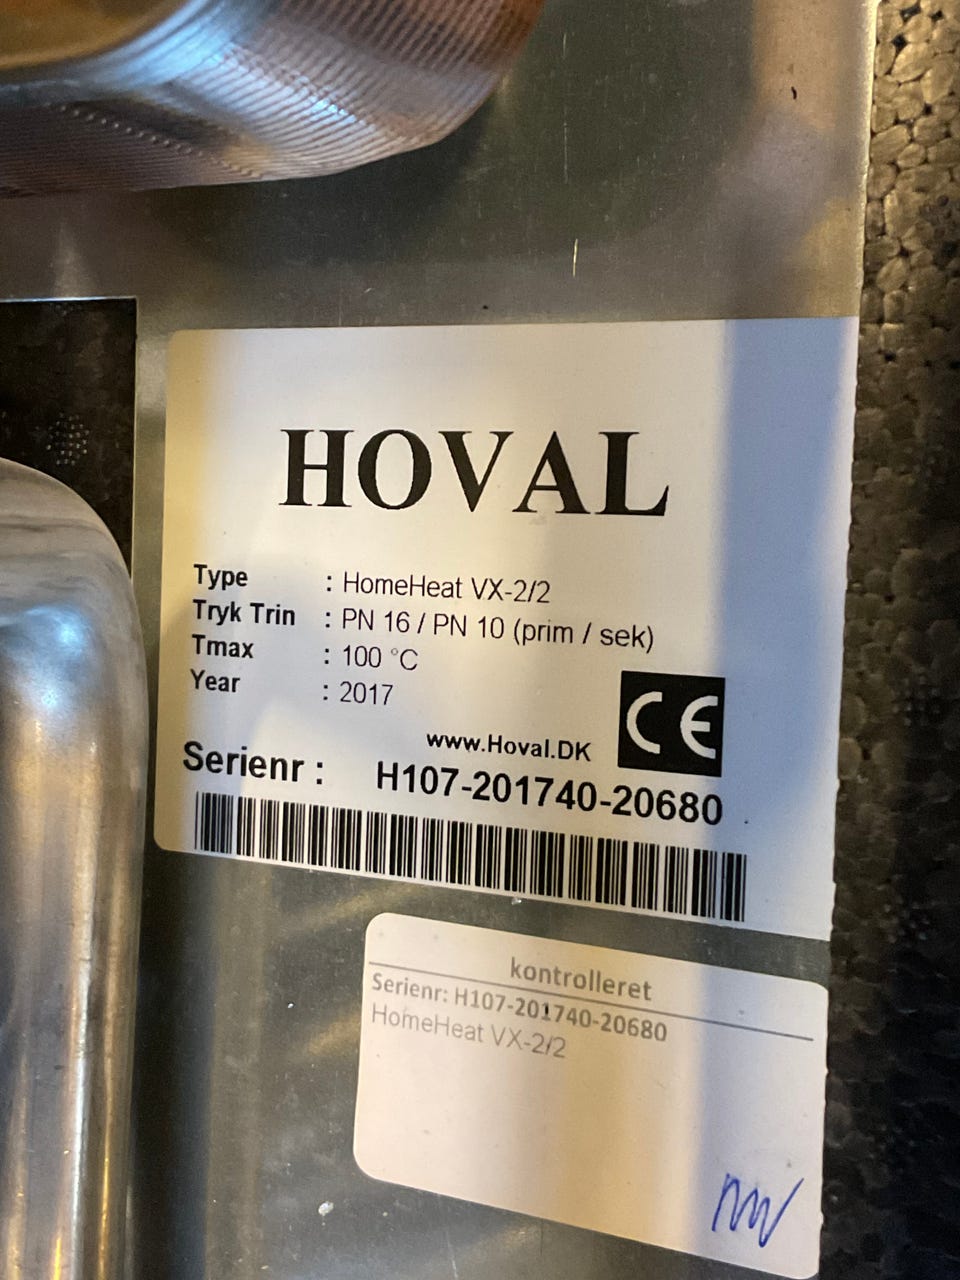 HOVAL
Type : HomeHeat VX-2/2
Tryk Trin : PN 16 / PN 10 (prim / sek)
Tmax : 100 °C
Year : 2017
www.Hoval.DK
CE
Serienr : H107-201740-20680
kontrolleret
Serienr: H107-201740-20680
HomeHeat VX-2/2